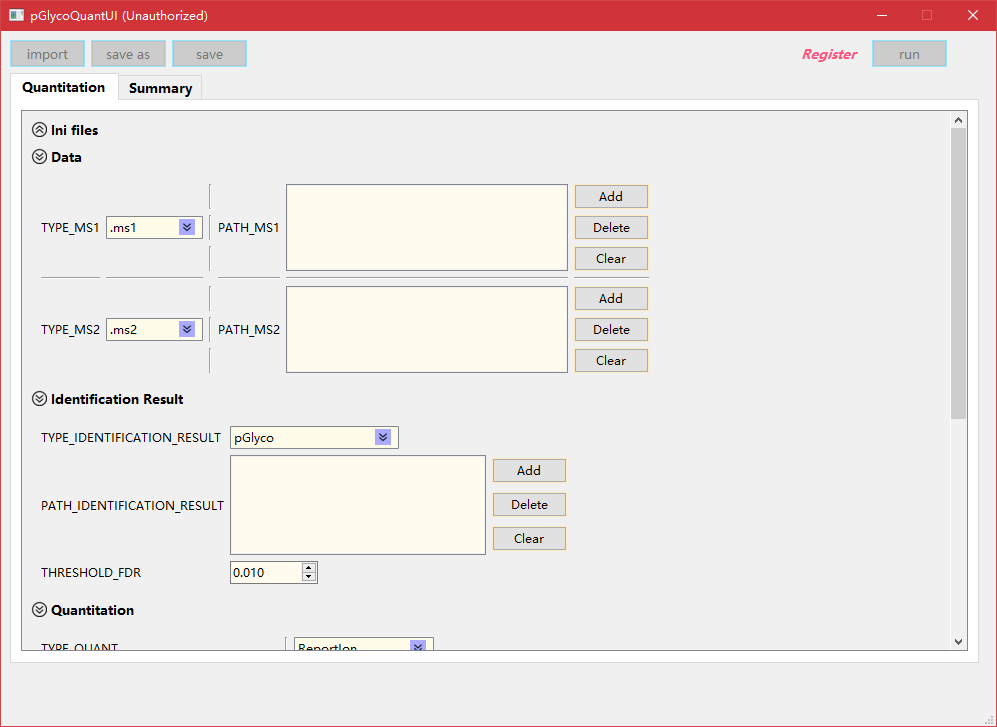 pGlycoQuantUI (Unauthorized)
import save as save Register run
Quantitation Summary
Ini files
Data
Add
TYPE_MS1 .ms1 PATH_MS1 Delete
Clear
Add
TYPE_MS2 .ms2 PATH_MS2 Delete
Clear
Identification Result
TYPE_IDENTIFICATION_RESULT pGlyco
Add
PATH_IDENTIFICATION_RESULT Delete
Clear
THRESHOLD_FDR 0.010
Quantitation
TYPE_QUANT ReportIon